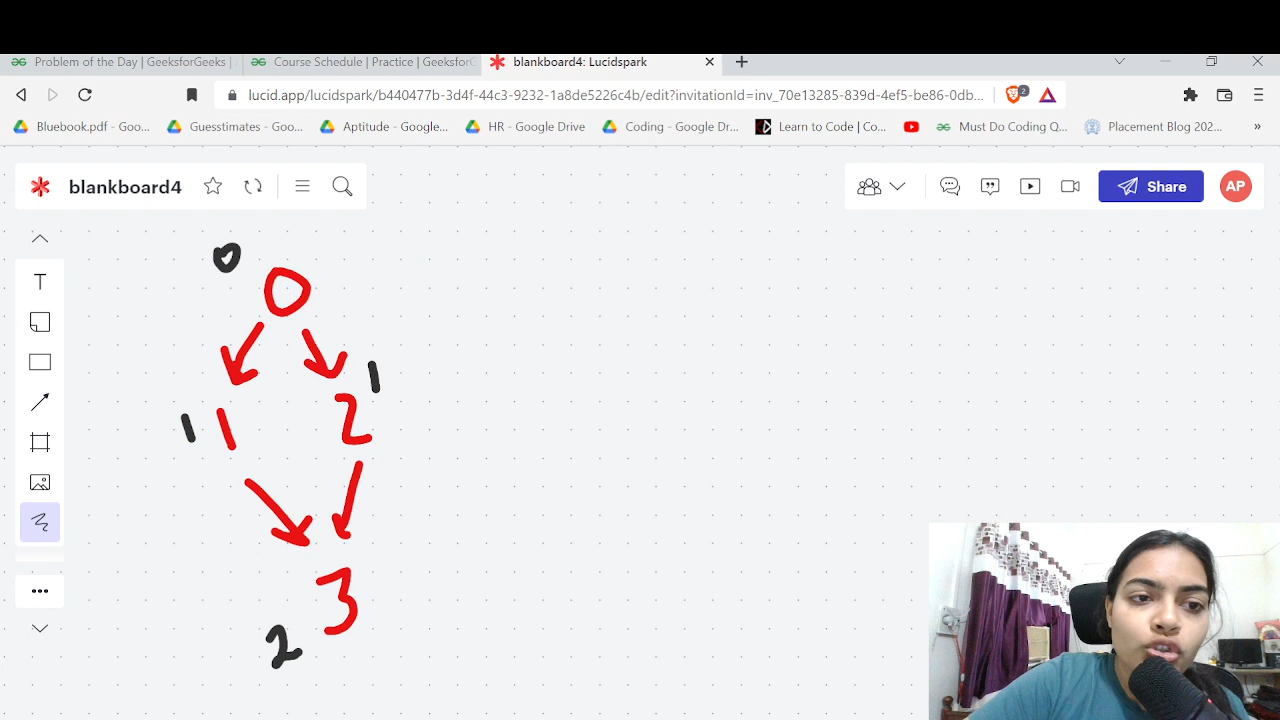 Problem of the Day | GeeksforGeeks |
Course Schedule | Practice | GeeksforG
blankboard4: Lucidspark
lucid.app/lucidspark/b440477b-3d4f-44c3-9232-1a8de5226c4b/edit?invitationId=inv_70e13285-839d-4ef5-be86-0db...
2
Bluebook.pdf - Goo...
Guesstimates - Goo...
Aptitude - Google...
HR - Google Drive
Coding - Google Dr...
Learn to Code | Co...
Must Do Coding Q...
Placement Blog 202...
»
blankboard4
Share
AP
T
0
0
1
1 1 2
3
2